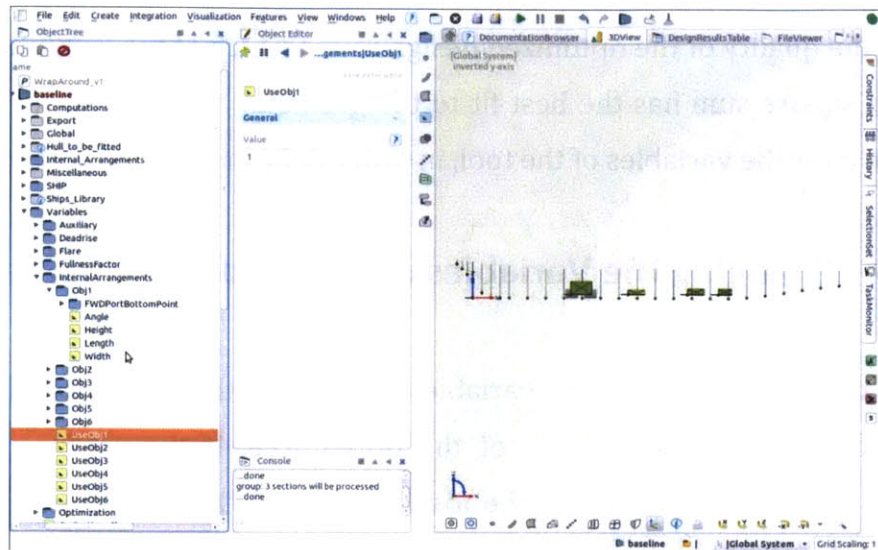 File Edit Create Integration Visualization Features View Windows Help
ObjectTree
ame
WrapAround_v1
baseline
Computations
Export
Global
Hull_to_be_fitted
Internal_Arrangements
Miscellaneous
SHIP
Ships_Library
Variables
Auxiliary
Deadrise
Flare
FullnessFactor
InternalArrangements
Obj1
FWDPortBottomPoint
Angle
Height
Length
Width
Obj2
Obj3
Obj4
Obj5
Obj6
UseObj1
UseObj2
UseObj3
UseObj4
UseObj5
UseObj6
Optimization
Object Editor
...gements|UseObj1
UseObj1
General
Value
1
Console
...done
group: 3 sections will be processed
...done
DocumentationBrowser 3DView DesignResultsTable FileViewer
[Global System]
inverted y-axis
Constraints
History
SelectionSet
TaskMonitor
baseline |Global System Grid Scaling: 1